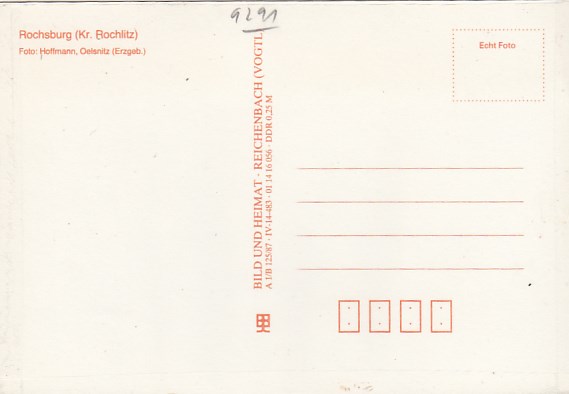 9291
Rochsburg (Kr. Rochlitz)
Foto: Hoffmann, Oelsnitz (Erzgeb.)
Echt Foto
BILD UND HEIMAT · REICHENBACH (VOGTL
A 1/B 125/87 · IV-14-483 · 01 14 16 056 · DDR 0,25 M